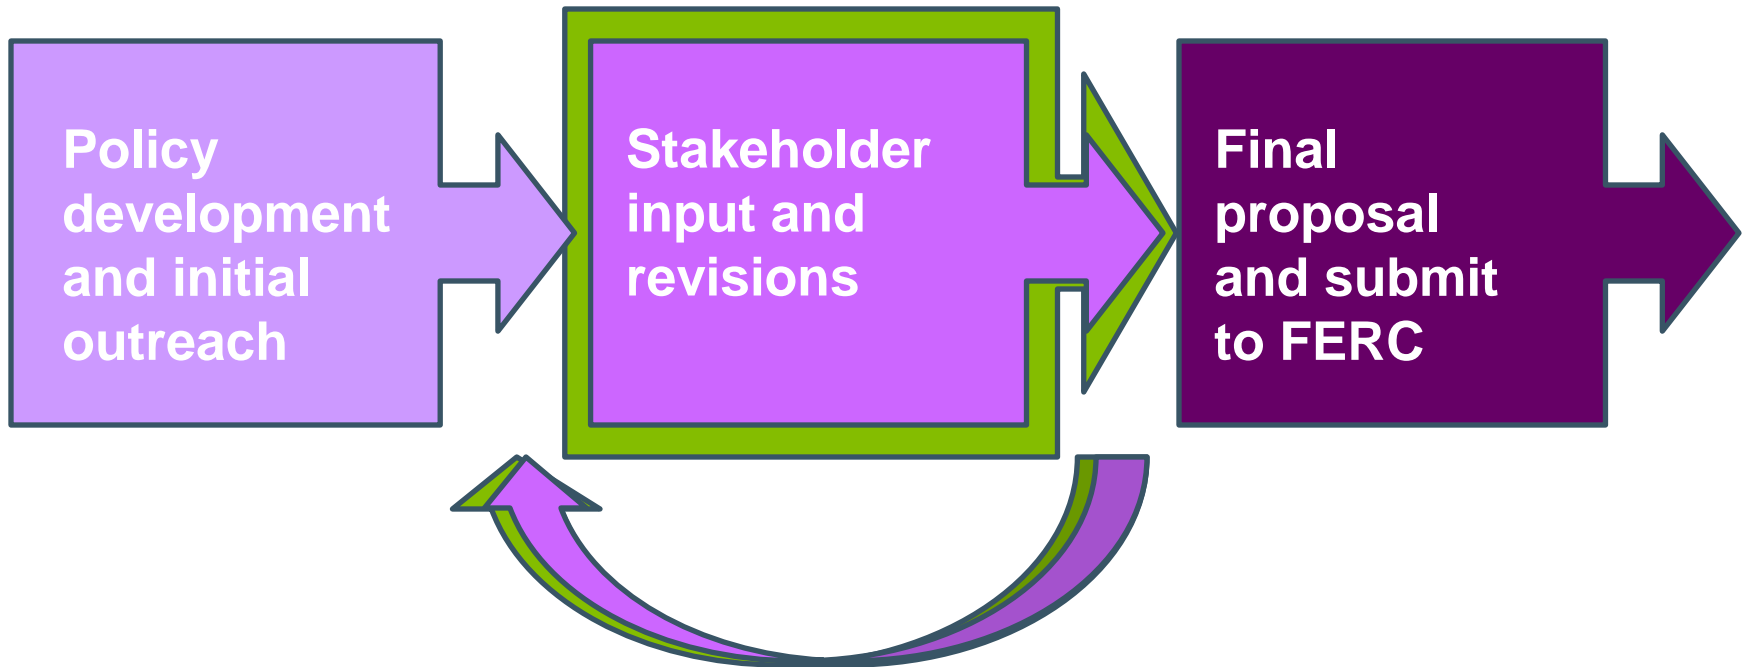 Policy
development
and initial
outreach
Stakeholder
input and
revisions
Final
proposal
and submit
to FERC